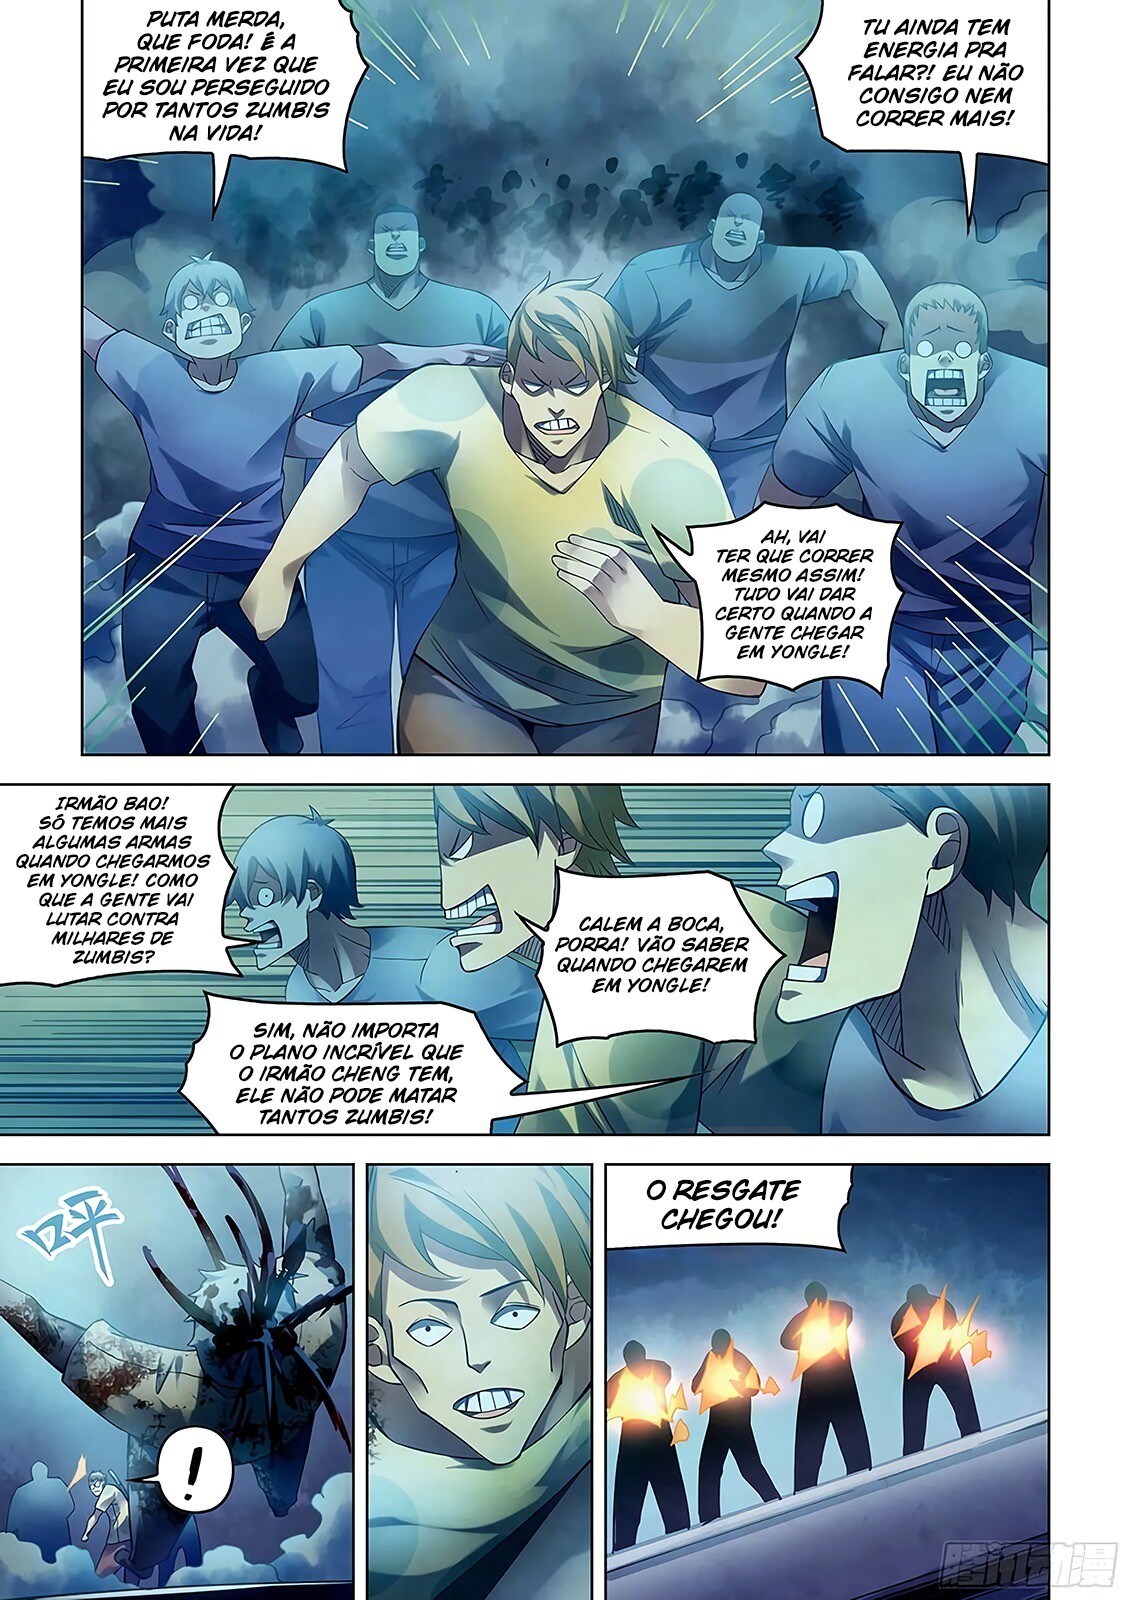 PUTA MERDA,
QUE FODA! É A
PRIMEIRA VEZ QUE
EU SOU PERSEGUIDO
POR TANTOS ZUMBIS
NA VIDA!
TU AINDA TEM
ENERGIA PRA
FALAR?! EU NÃO
CONSIGO NEM
CORRER MAIS!
AH, VAI
TER QUE CORRER
MESMO ASSIM!
TUDO VAI DAR
CERTO QUANDO A
GENTE CHEGAR
EM YONGLE!
IRMÃO BAO!
SÓ TEMOS MAIS
ALGUMAS ARMAS
QUANDO CHEGARMOS
EM YONGLE! COMO
QUE A GENTE VAI
LUTAR CONTRA
MILHARES DE
ZUMBIS?
CALEM A BOCA,
PORRA! VÃO SABER
QUANDO CHEGAREM
EM YONGLE!
SIM, NÃO IMPORTA
O PLANO INCRÍVEL QUE
O IRMÃO CHENG TEM,
ELE NÃO PODE MATAR
TANTOS ZUMBIS!
呯
!
O RESGATE
CHEGOU!
腾讯动漫